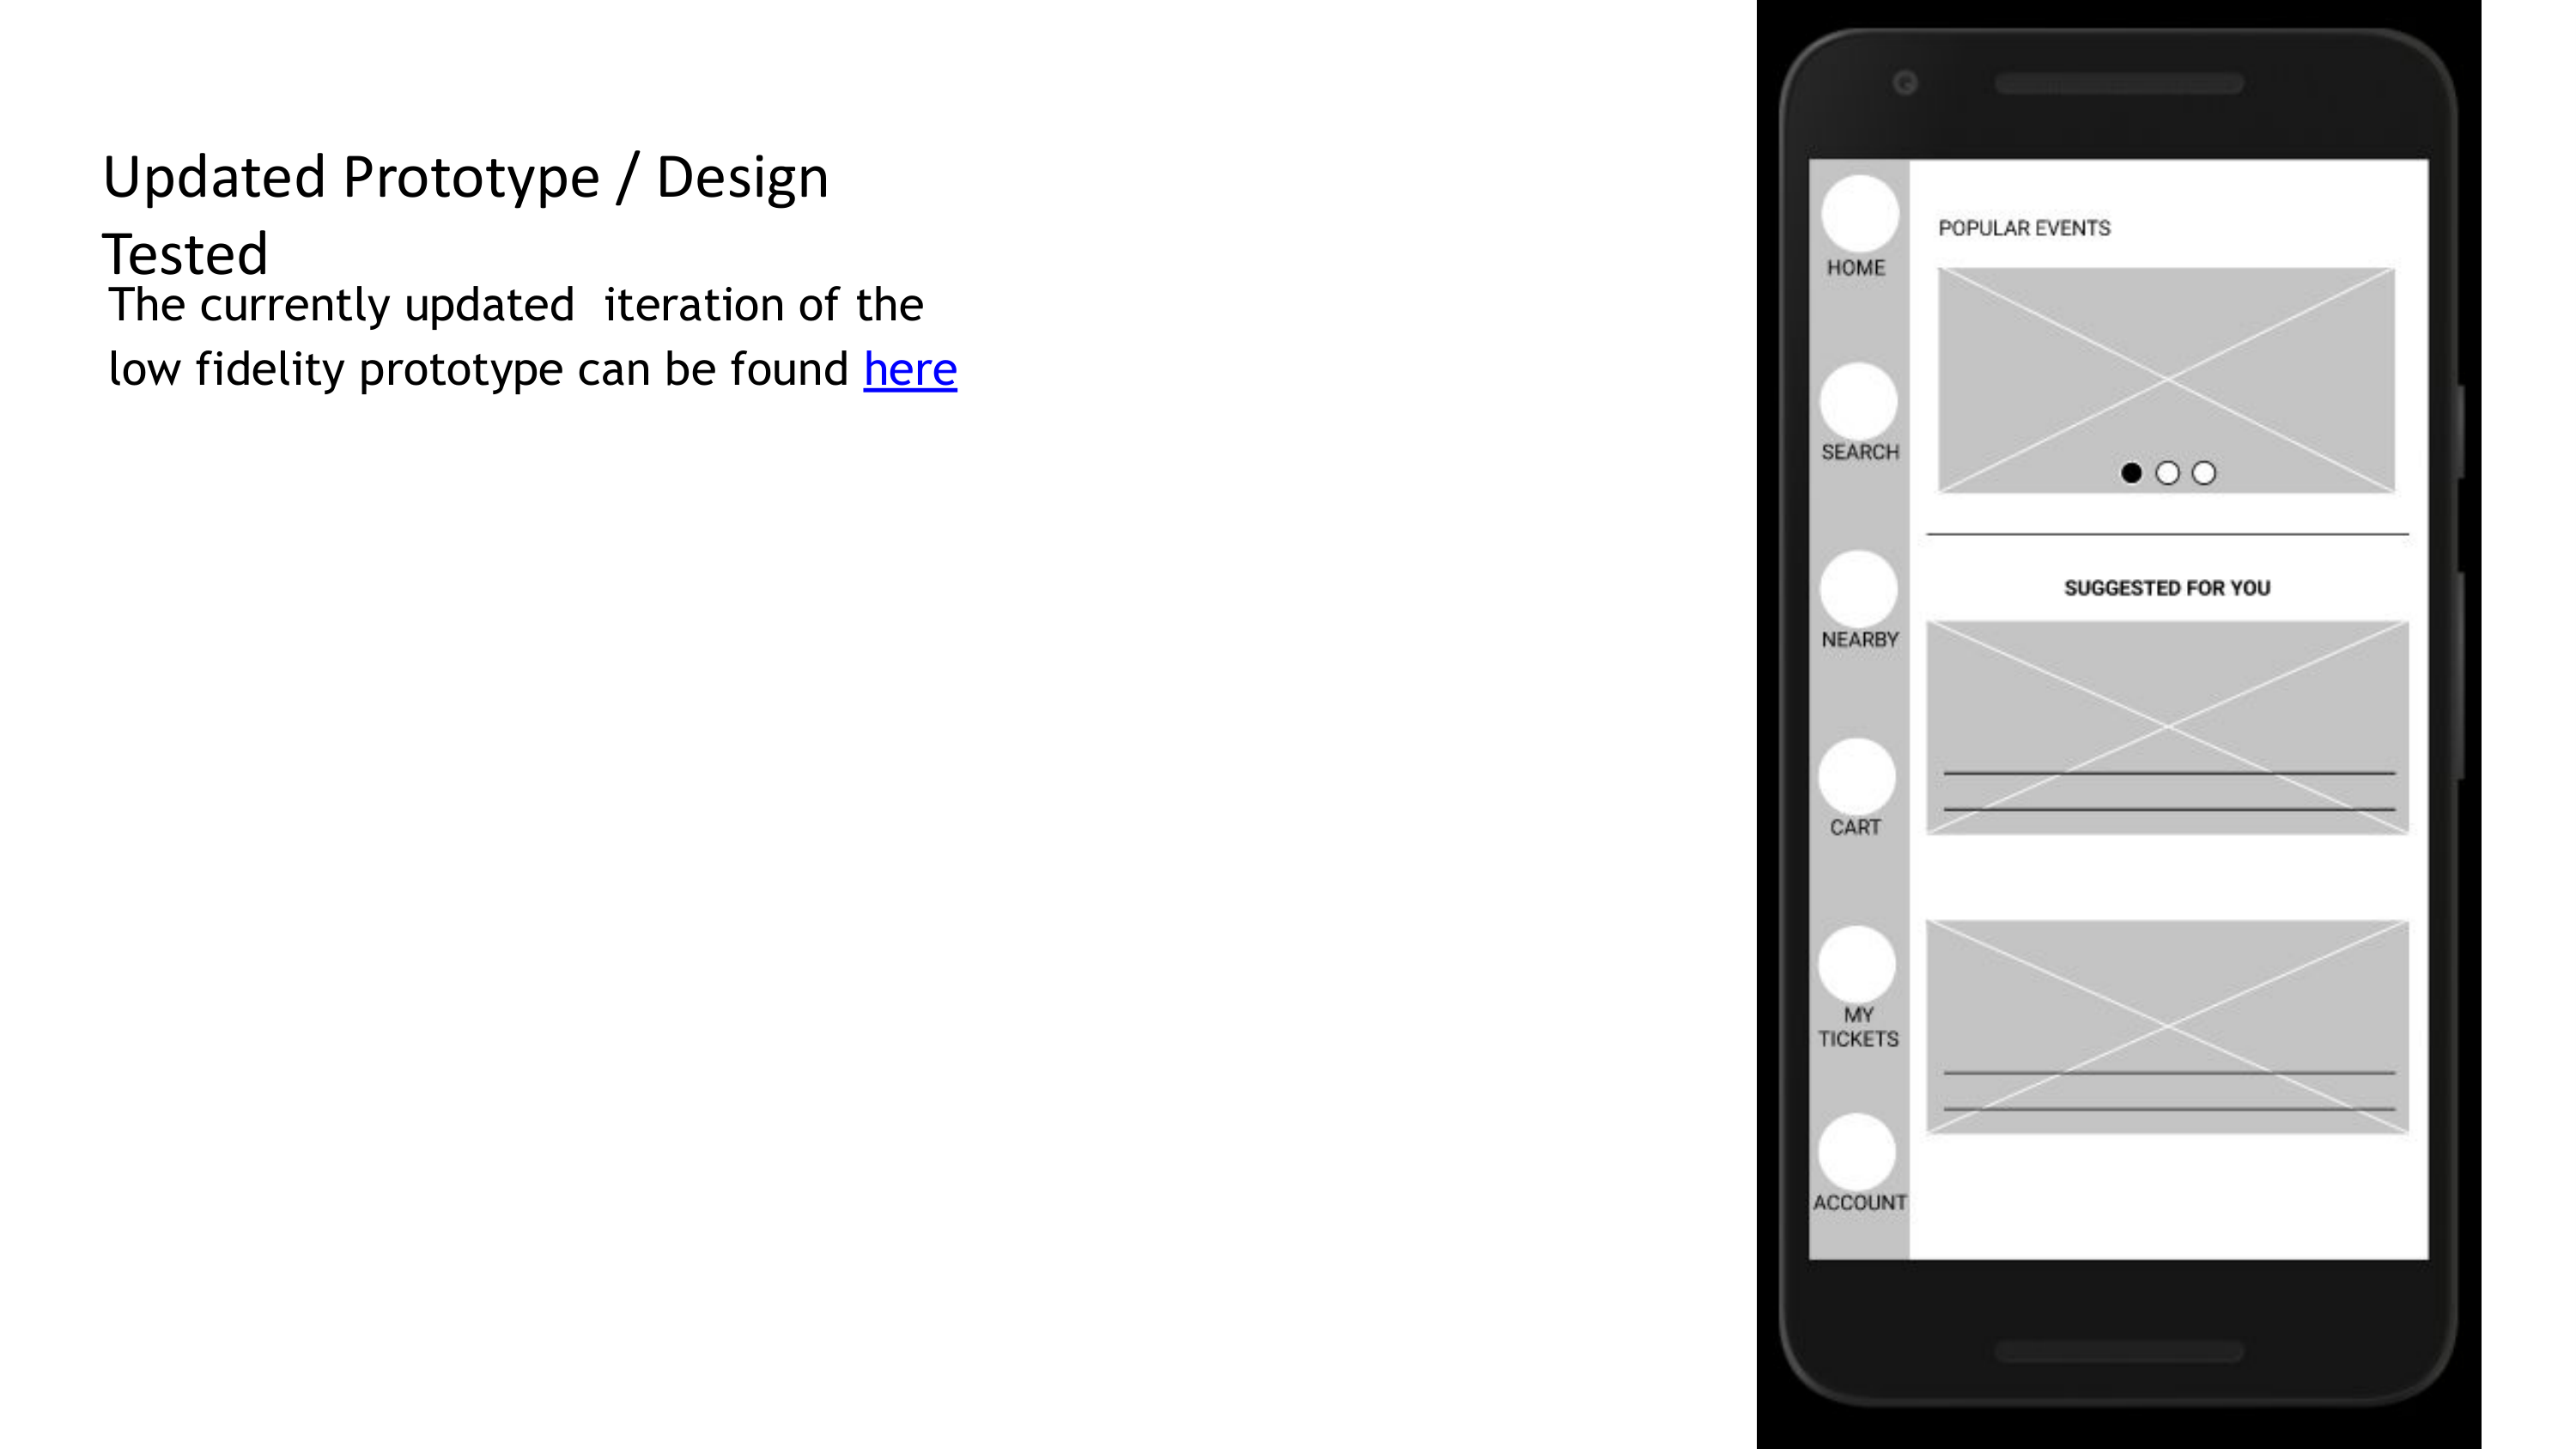 Updated Prototype / Design
Tested
The currently updated  iteration of the
low fidelity prototype can be found here
HOME
SEARCH
NEARBY
CART
MY
TICKETS
ACCOUNT
POPULAR EVENTS
SUGGESTED FOR YOU